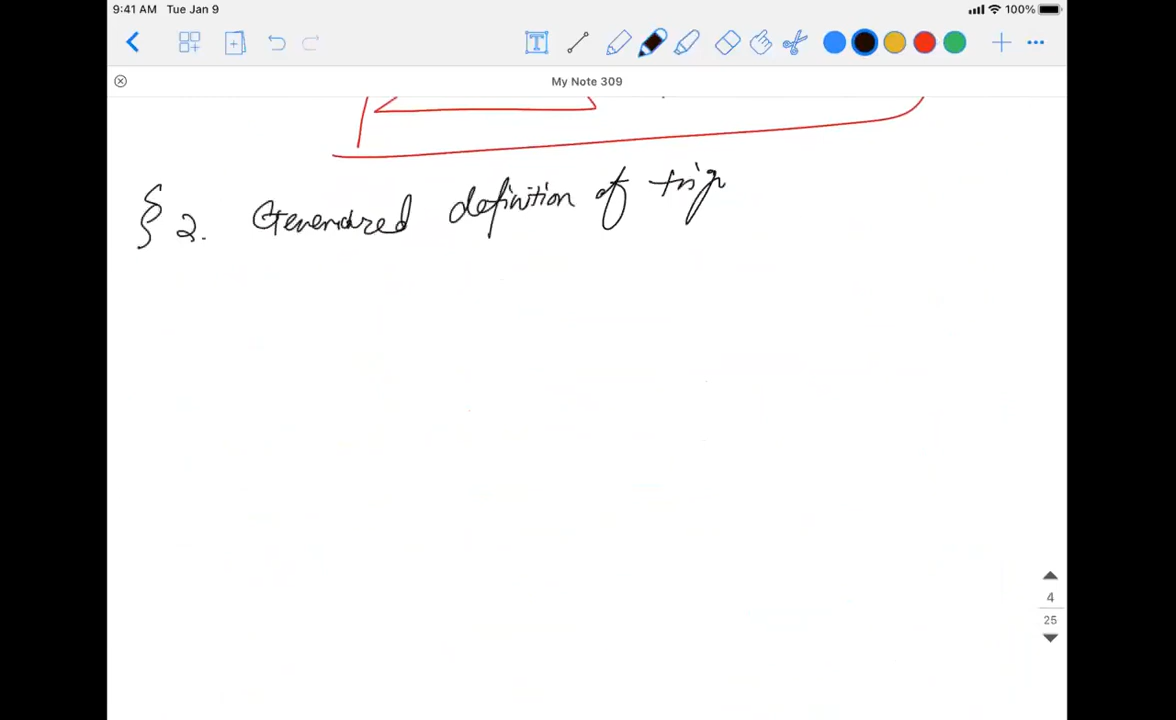 9:41 AM Tue Jan 9 100%
T
My Note 309
§ 2. Generalized definition of trig
4
25